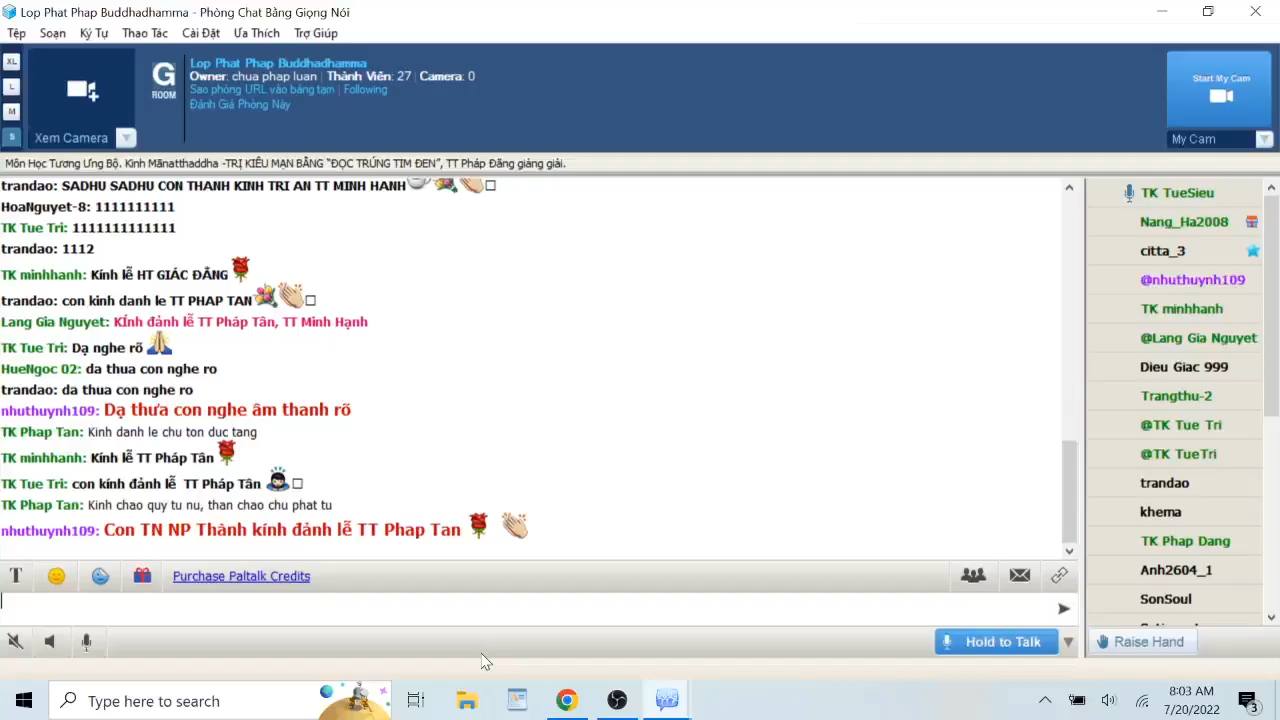 Lop Phat Phap Buddhadhamma - Phòng Chat Bằng Giọng Nói
Tệp Soạn Ký Tự Thao Tác Cài Đặt Ưa Thích Trợ Giúp
XL
L
M
S
Xem Camera
G
ROOM
Lop Phat Phap Buddhadhamma
Owner: chua phap luan | Thành Viên: 27 | Camera: 0
Sao phòng URL vào bảng tạm | Following
Đánh Giá Phòng Này
Start My Cam
My Cam
Môn Học Tương Ưng Bộ. Kinh Mānatthaddha -TRỊ KIÊU MẠN BẰNG “ĐỌC TRÚNG TIM ĐEN”, TT Pháp Đăng giảng giải.
trandao: SADHU SADHU CON THANH KINH TRI AN TT MINH HANH
HoaNguyet-8: 1111111111
TK Tue Tri: 1111111111111
trandao: 1112
TK minhhanh: Kính lễ HT GIÁC ĐẲNG
trandao: con kinh danh le TT PHAP TAN
Lang Gia Nguyet: KÍnh đảnh lễ TT Pháp Tân, TT Minh Hạnh
TK Tue Tri: Dạ nghe rõ
HueNgoc 02: da thua con nghe ro
trandao: da thua con nghe ro
nhuthuynh109: Dạ thưa con nghe âm thanh rõ
TK Phap Tan: Kinh danh le chu ton duc tang
TK minhhanh: Kính lễ TT Pháp Tân
TK Tue Tri: con kính đảnh lễ TT Pháp Tân
TK Phap Tan: Kinh chao quy tu nu, than chao chu phat tu
nhuthuynh109: Con TN NP Thành kính đảnh lễ TT Phap Tan
TK TueSieu
Nang_Ha2008
citta_3
@nhuthuynh109
TK minhhanh
@Lang Gia Nguyet
Dieu Giac 999
Trangthu-2
@TK Tue Tri
@TK TueTri
trandao
khema
TK Phap Dang
Anh2604_1
SonSoul
T
Purchase Paltalk Credits
Hold to Talk
Raise Hand
Type here to search
8:03 AM
7/20/2022
3